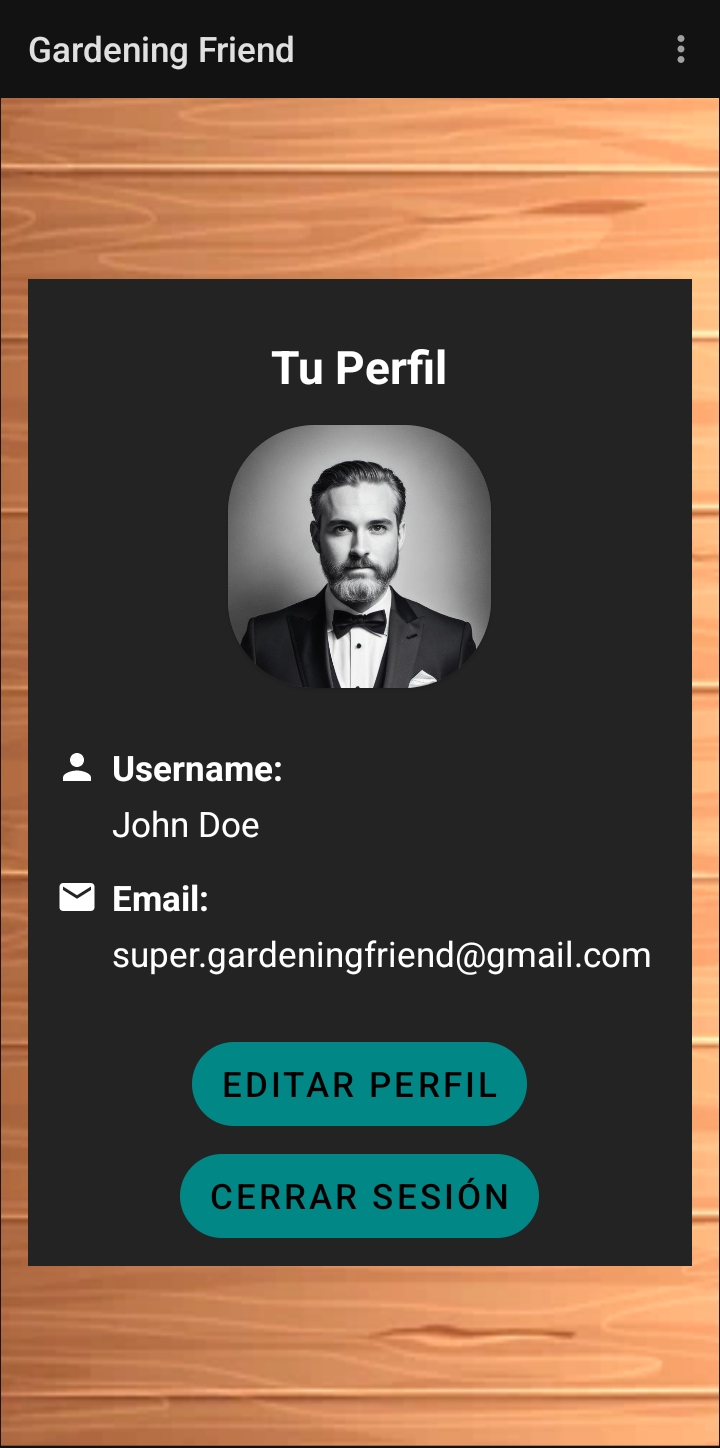 Gardening Friend
Tu Perfil
Username:
John Doe
Email:
super.gardeningfriend@gmail.com
EDITAR PERFIL
CERRAR SESIÓN